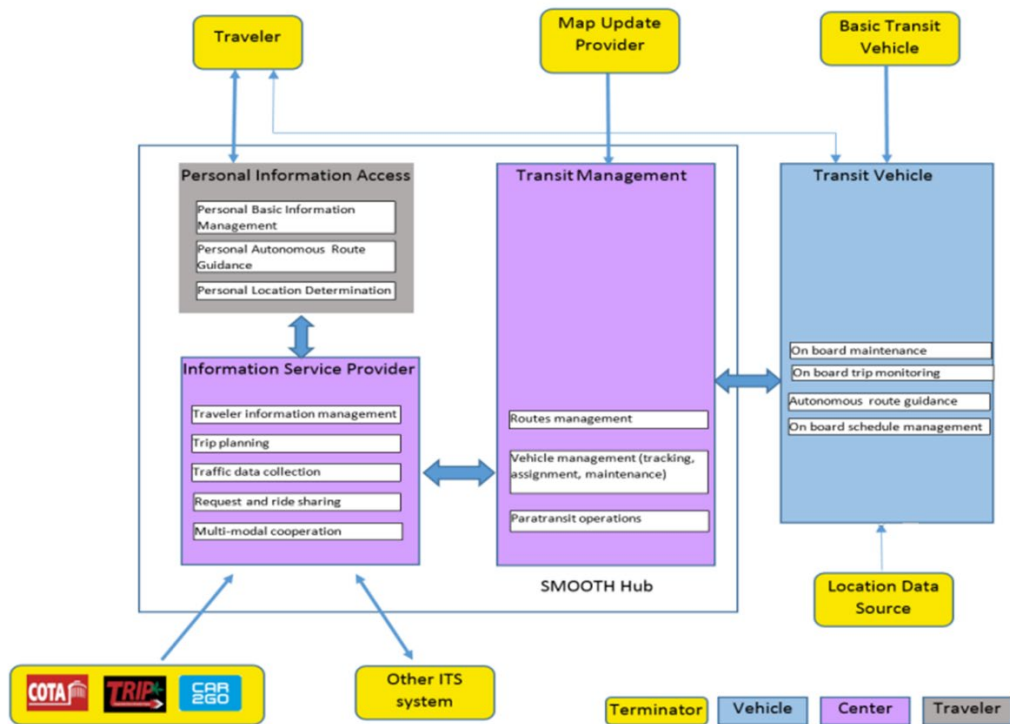 Traveler
Map Update
Provider
Basic Transit
Vehicle
Personal Information Access
Personal Basic Information
Management
Personal Autonomous Route
Guidance
Personal Location Determination
Information Service Provider
Traveler information management
Trip planning
Traffic data collection
Request and ride sharing
Multi-modal cooperation
Transit Management
Routes management
Vehicle management (tracking,
assignment, maintenance)
Paratransit operations
SMOOTH Hub
Transit Vehicle
On board maintenance
On board trip monitoring
Autonomous route guidance
On board schedule management
Location Data
Source
COTA
TRIP
CAR
2GO
Other ITS
system
Terminator
Vehicle
Center
Traveler